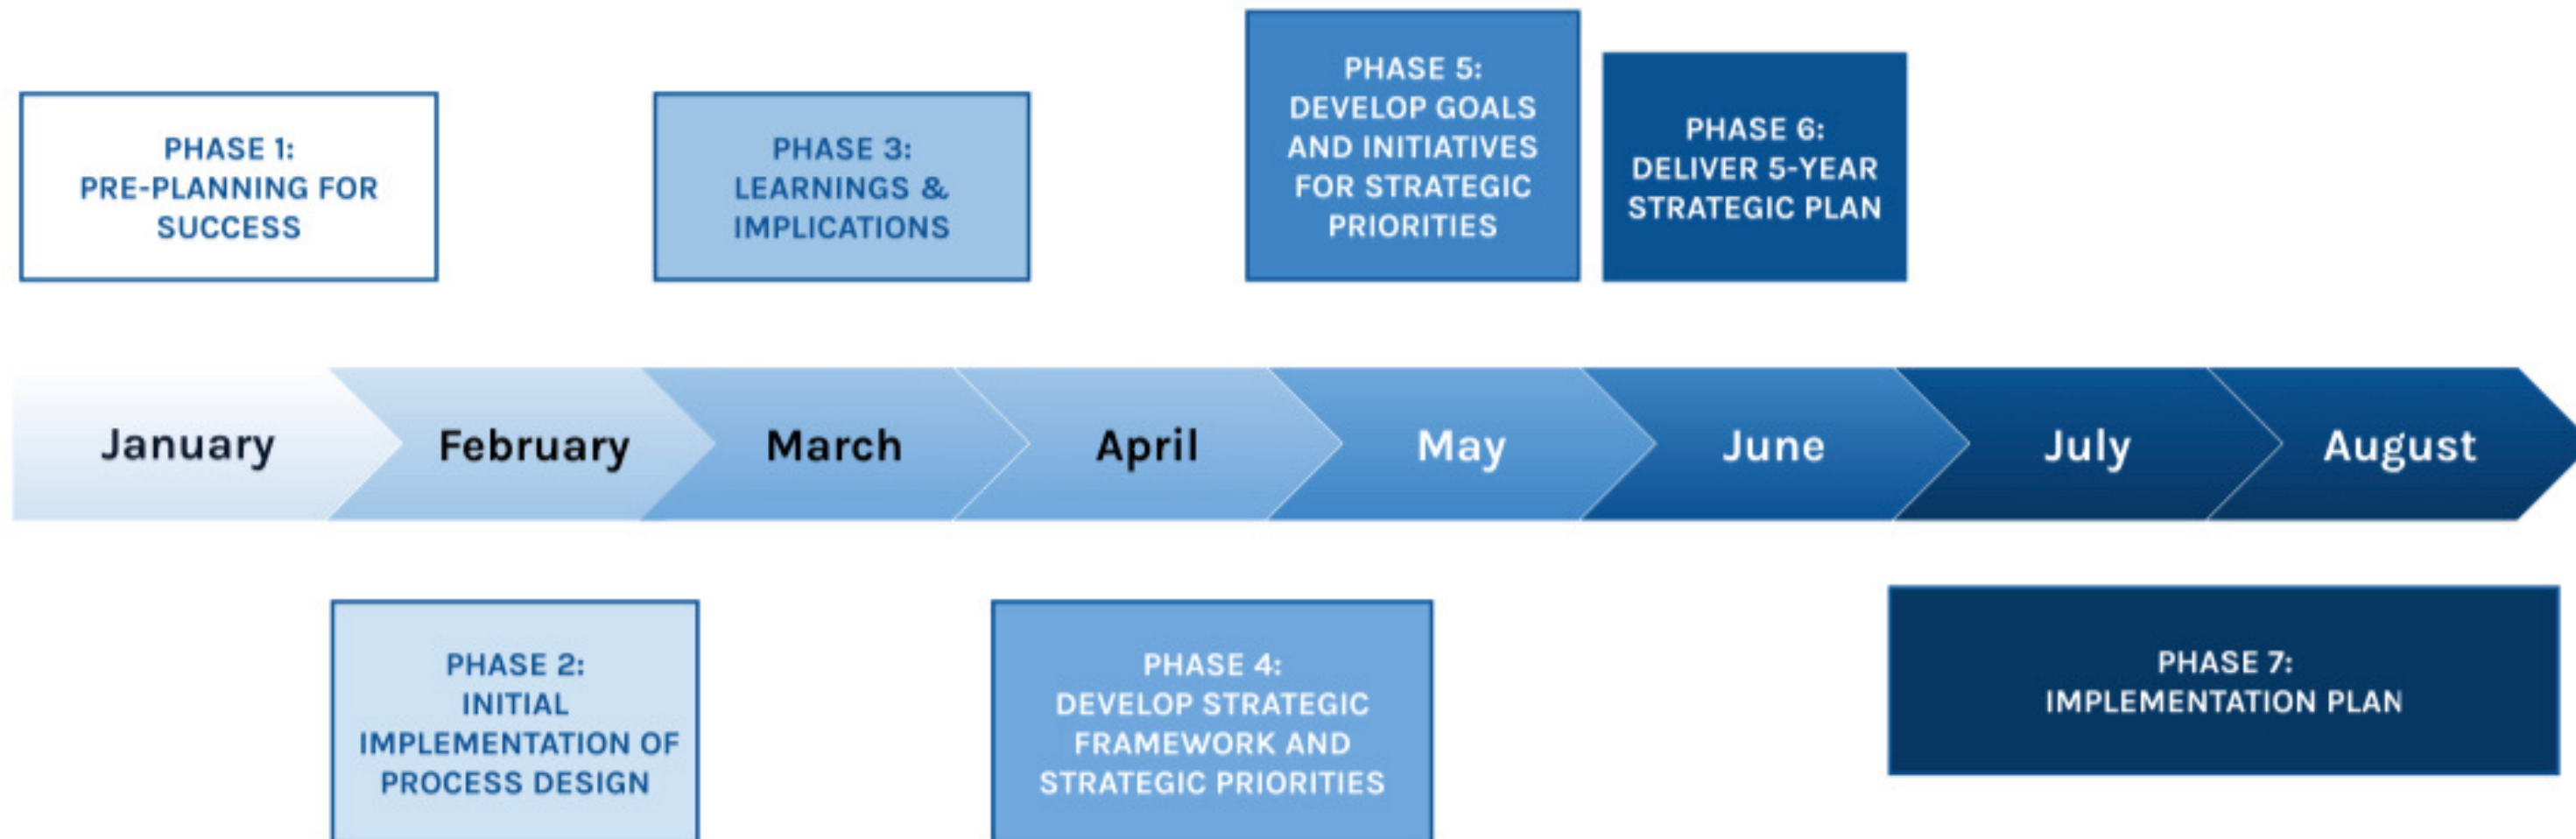 PHASE 1:
PRE-PLANNING FOR
SUCCESS
PHASE 3:
LEARNINGS &
IMPLICATIONS
PHASE 5:
DEVELOP GOALS
AND INITIATIVES
FOR STRATEGIC
PRIORITIES
PHASE 6:
DELIVER 5-YEAR
STRATEGIC PLAN
January
February
March
April
May
June
July
August
PHASE 2:
INITIAL
IMPLEMENTATION OF
PROCESS DESIGN
PHASE 4:
DEVELOP STRATEGIC
FRAMEWORK AND
STRATEGIC PRIORITIES
PHASE 7:
IMPLEMENTATION PLAN